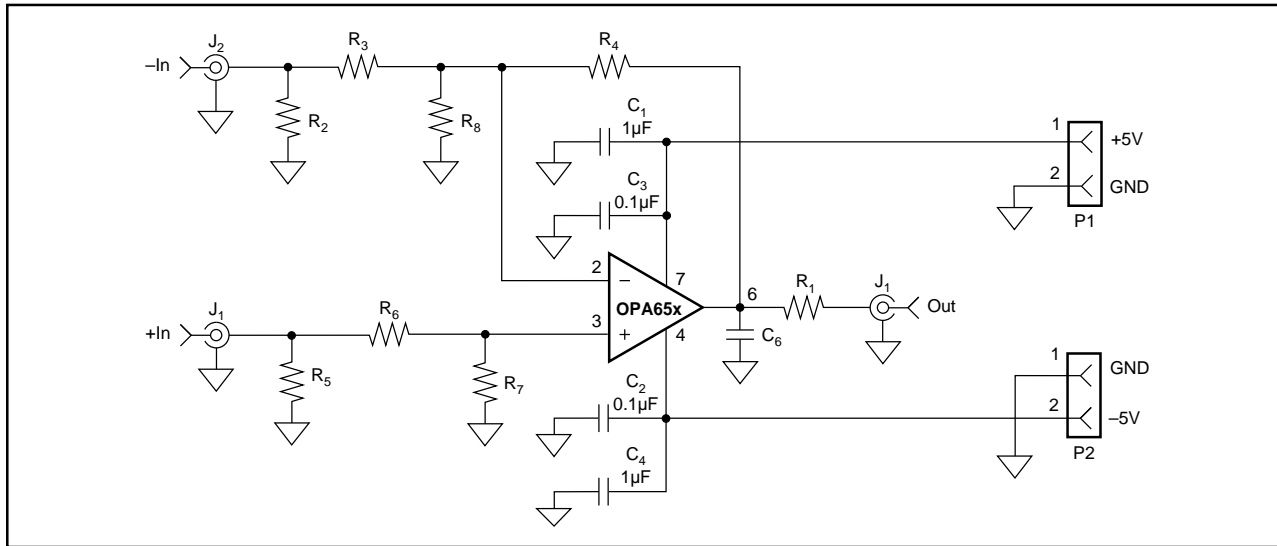 J2
–In
R3
R4
R2
R8
C1
1µF
1
+5V
C3
0.1µF
2
GND
P1
2
–
7
OPA65x
6
R1
J1
Out
J1
+In
R6
3
+
4
C6
R5
R7
C2
0.1µF
1
GND
2
–5V
C4
1µF
P2